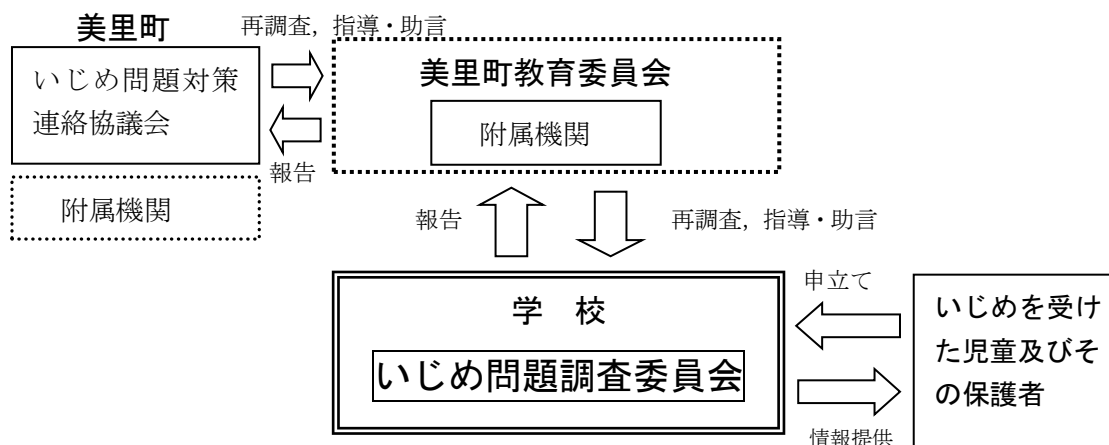 美里町
再調査，指導・助言
いじめ問題対策
連絡協議会
美里町教育委員会
附属機関
報告
附属機関
報告
再調査，指導・助言
申立て
学　校
いじめ問題調査委員会
いじめを受け
た児童及びそ
の保護者
情報提供